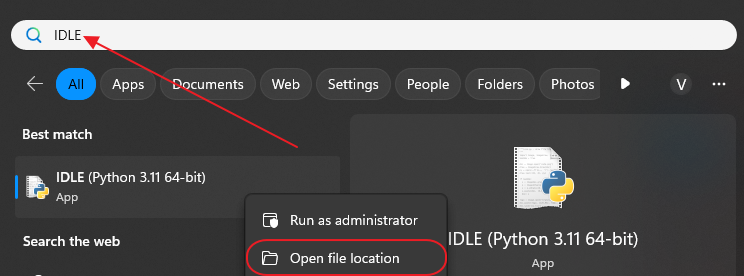 IDLE
All Apps Documents Web Settings People Folders Photos V
Best match
IDLE (Python 3.11 64-bit)
App
Run as administrator
Open file location
Search the web
IDLE (Python 3.11 64-bit)
App